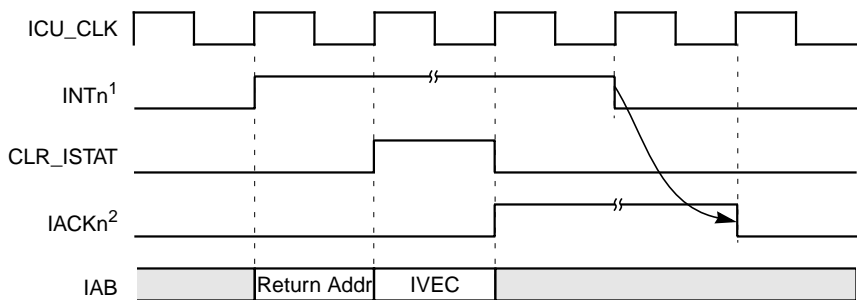 ICU_CLK
INTn1
CLR_ISTAT
IACKn2
IAB Return Addr IVEC